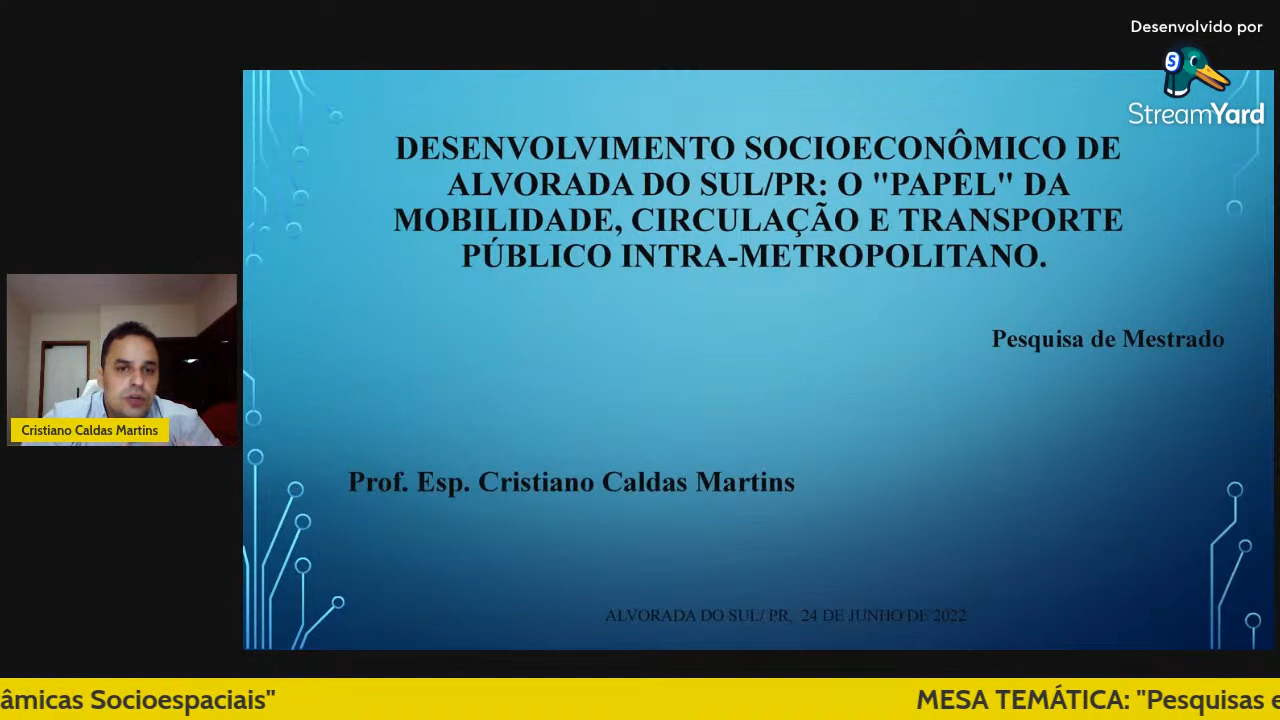 Desenvolvido por
StreamYard
DESENVOLVIMENTO SOCIOECONÔMICO DE
ALVORADA DO SUL/PR: O "PAPEL" DA
MOBILIDADE, CIRCULAÇÃO E TRANSPORTE
PÚBLICO INTRA-METROPOLITANO.
Pesquisa de Mestrado
Cristiano Caldas Martins
Prof. Esp. Cristiano Caldas Martins
ALVORADA DO SUL/ PR, 24 DE JUNHO DE 2022
âmicas Socioespaciais" MESA TEMÁTICA: "Pesquisas e